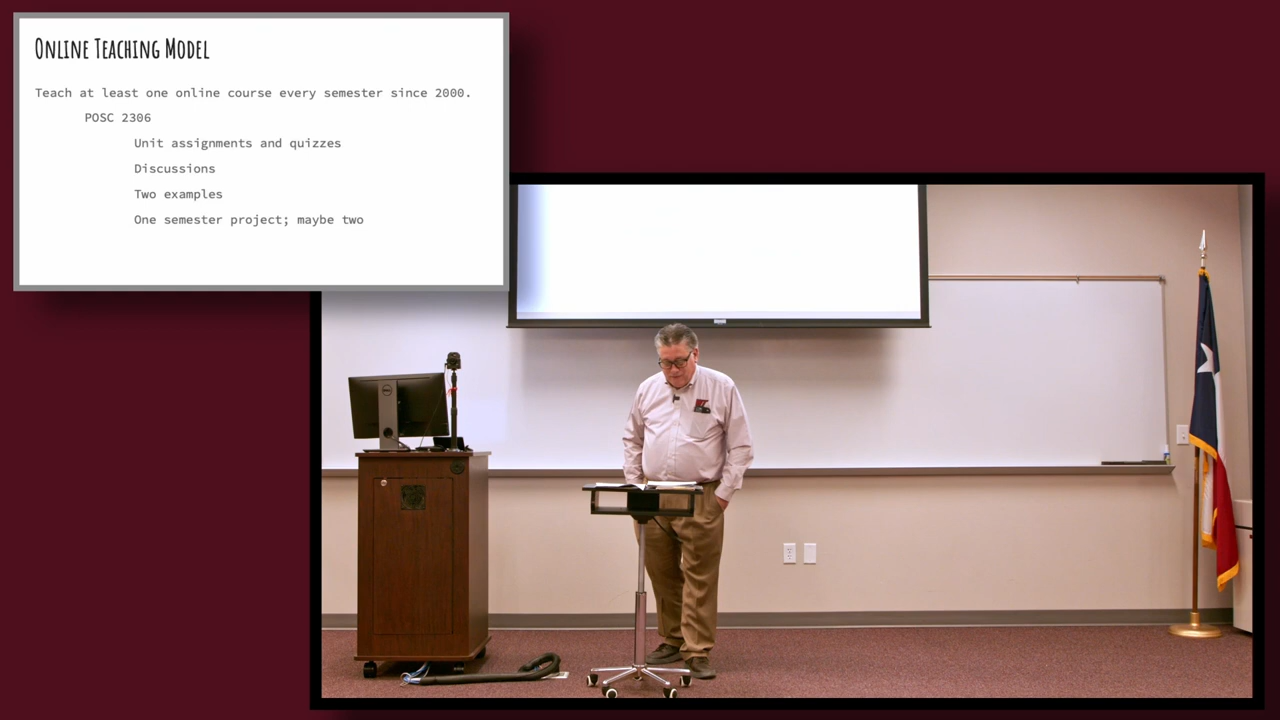 Online Teaching Model
Teach at least one online course every semester since 2000.
POSC 2306
Unit assignments and quizzes
Discussions
Two examples
One semester project; maybe two